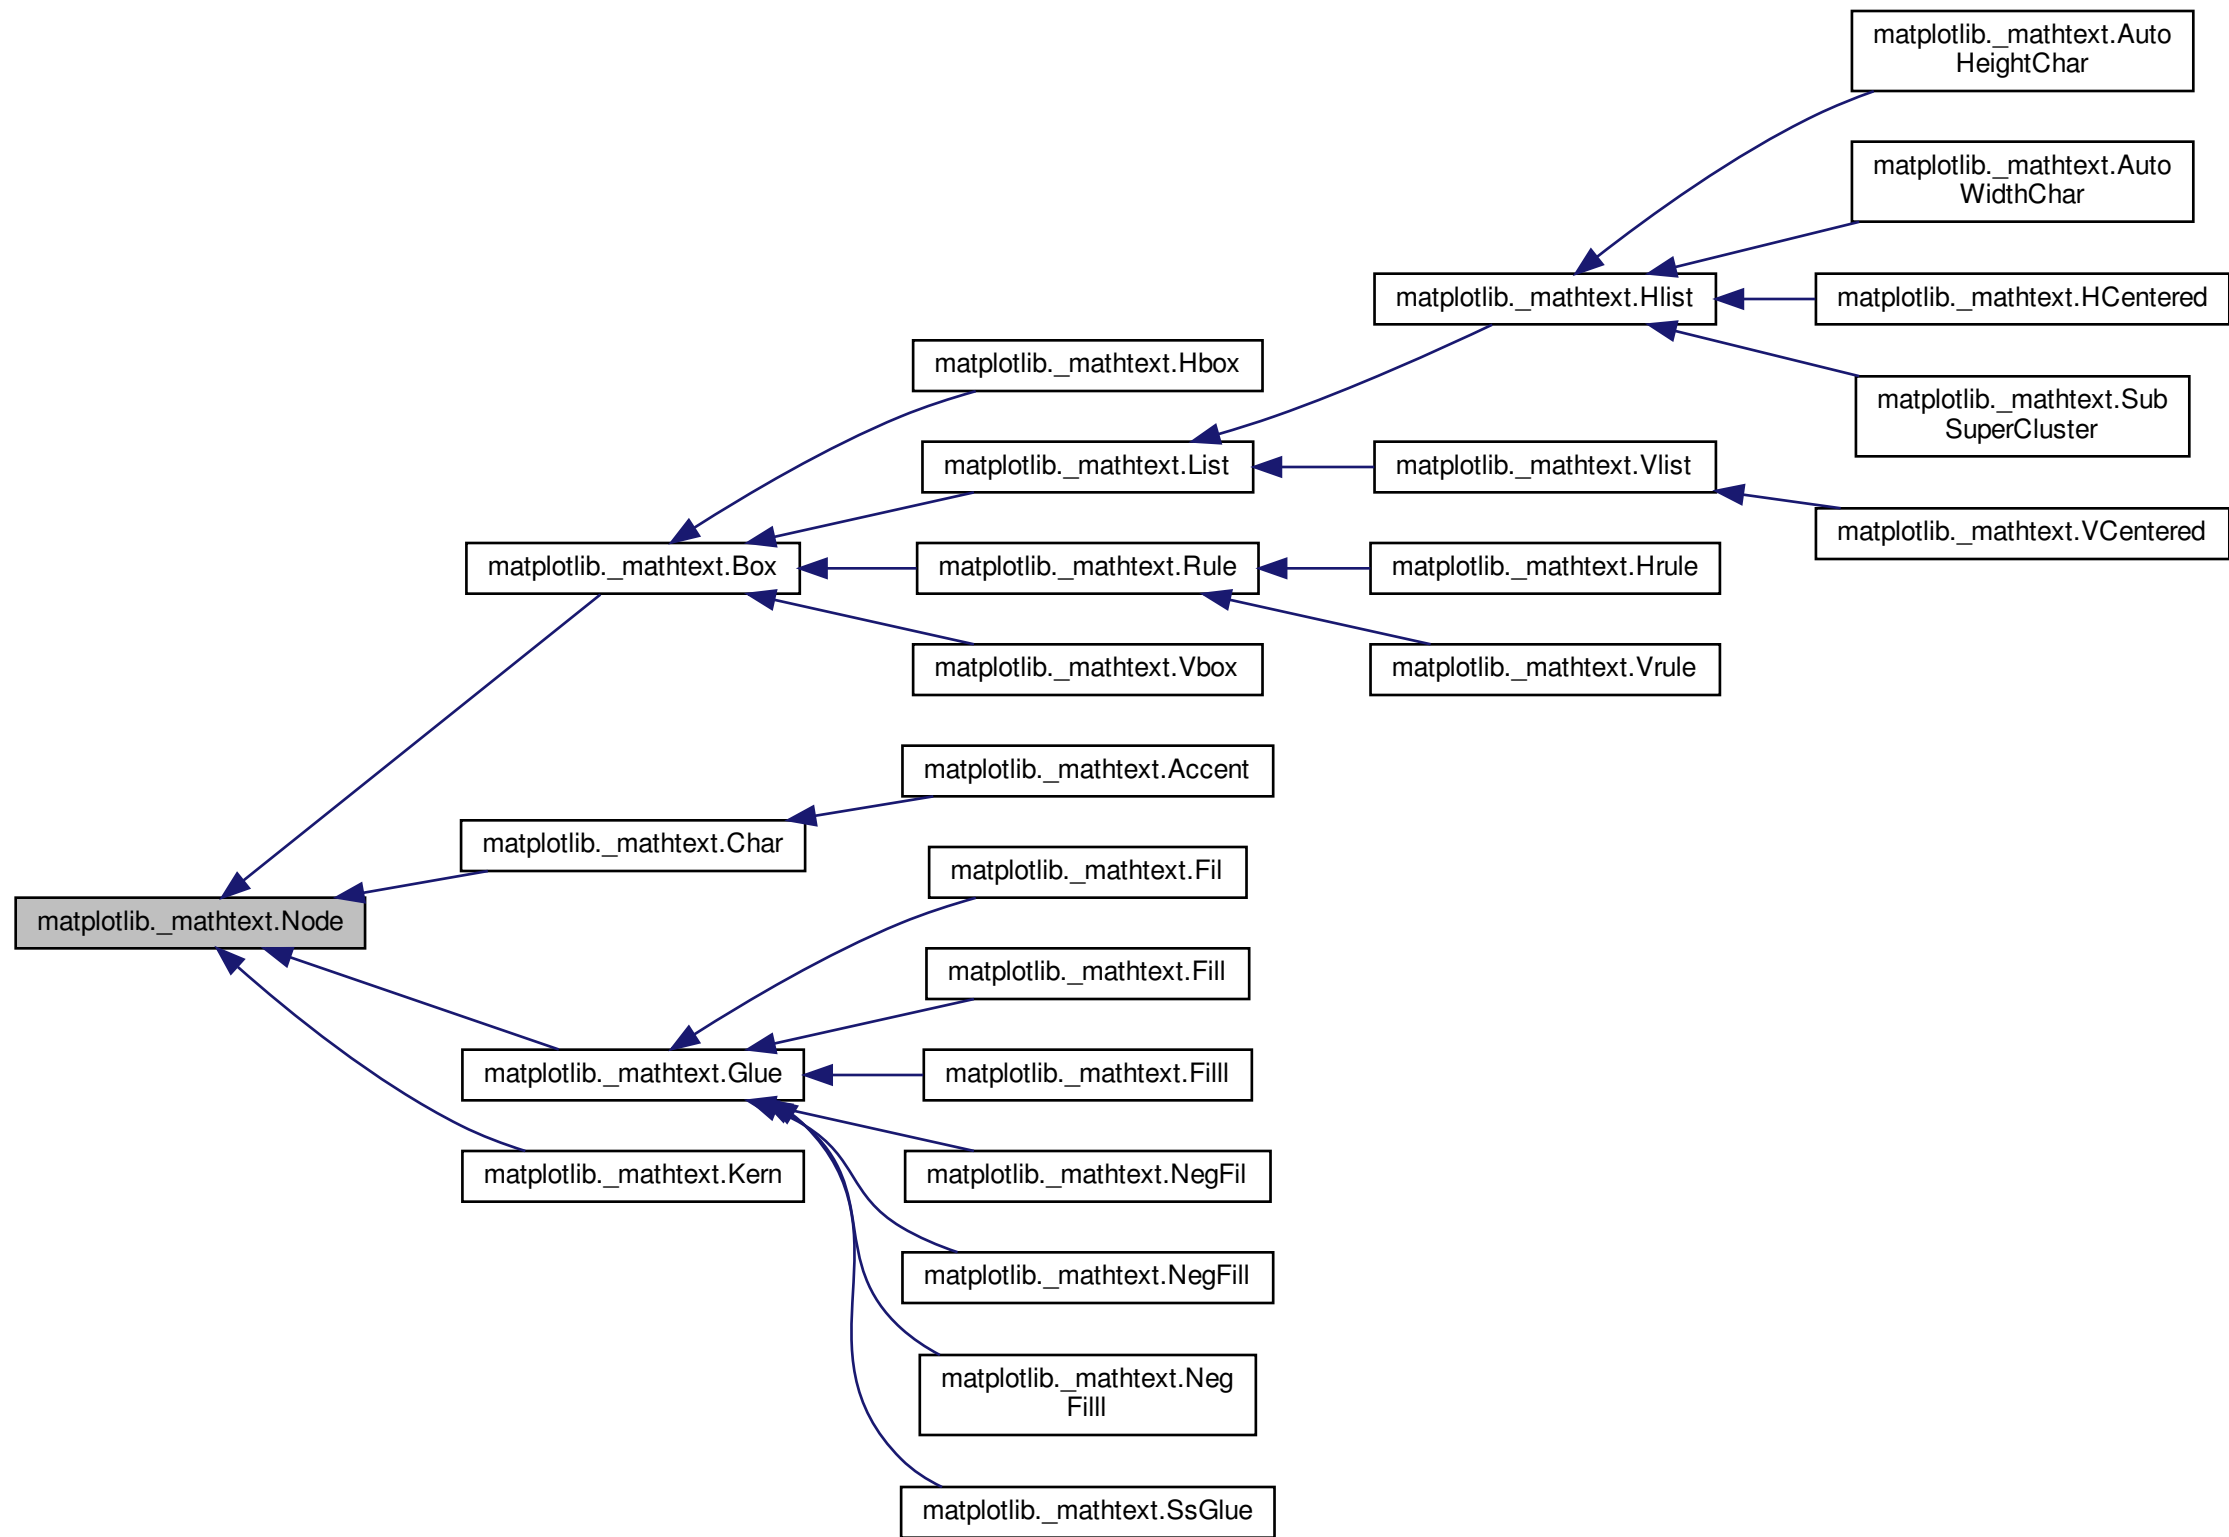 matplotlib._mathtext.Auto
HeightChar
matplotlib._mathtext.Auto
WidthChar
matplotlib._mathtext.Hlist
matplotlib._mathtext.HCentered
matplotlib._mathtext.Hbox
matplotlib._mathtext.Sub
SuperCluster
matplotlib._mathtext.List
matplotlib._mathtext.Vlist
matplotlib._mathtext.VCentered
matplotlib._mathtext.Box
matplotlib._mathtext.Rule
matplotlib._mathtext.Hrule
matplotlib._mathtext.Vbox
matplotlib._mathtext.Vrule
matplotlib._mathtext.Accent
matplotlib._mathtext.Char
matplotlib._mathtext.Fil
matplotlib._mathtext.Node
matplotlib._mathtext.Fill
matplotlib._mathtext.Glue
matplotlib._mathtext.Filll
matplotlib._mathtext.Kern
matplotlib._mathtext.NegFil
matplotlib._mathtext.NegFill
matplotlib._mathtext.Neg
Filll
matplotlib._mathtext.SsGlue